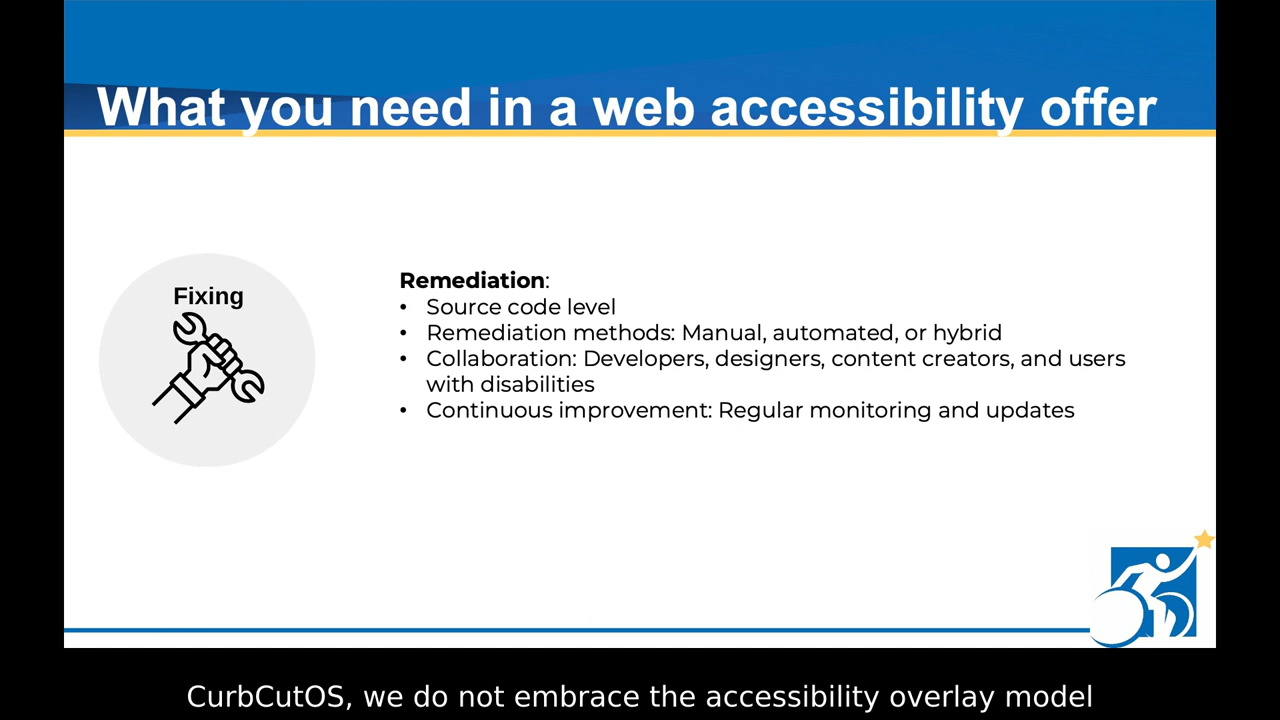 What you need in a web accessibility offer
Fixing
Remediation:
• Source code level
• Remediation methods: Manual, automated, or hybrid
• Collaboration: Developers, designers, content creators, and users
with disabilities
• Continuous improvement: Regular monitoring and updates
CurbCutOS, we do not embrace the accessibility overlay model